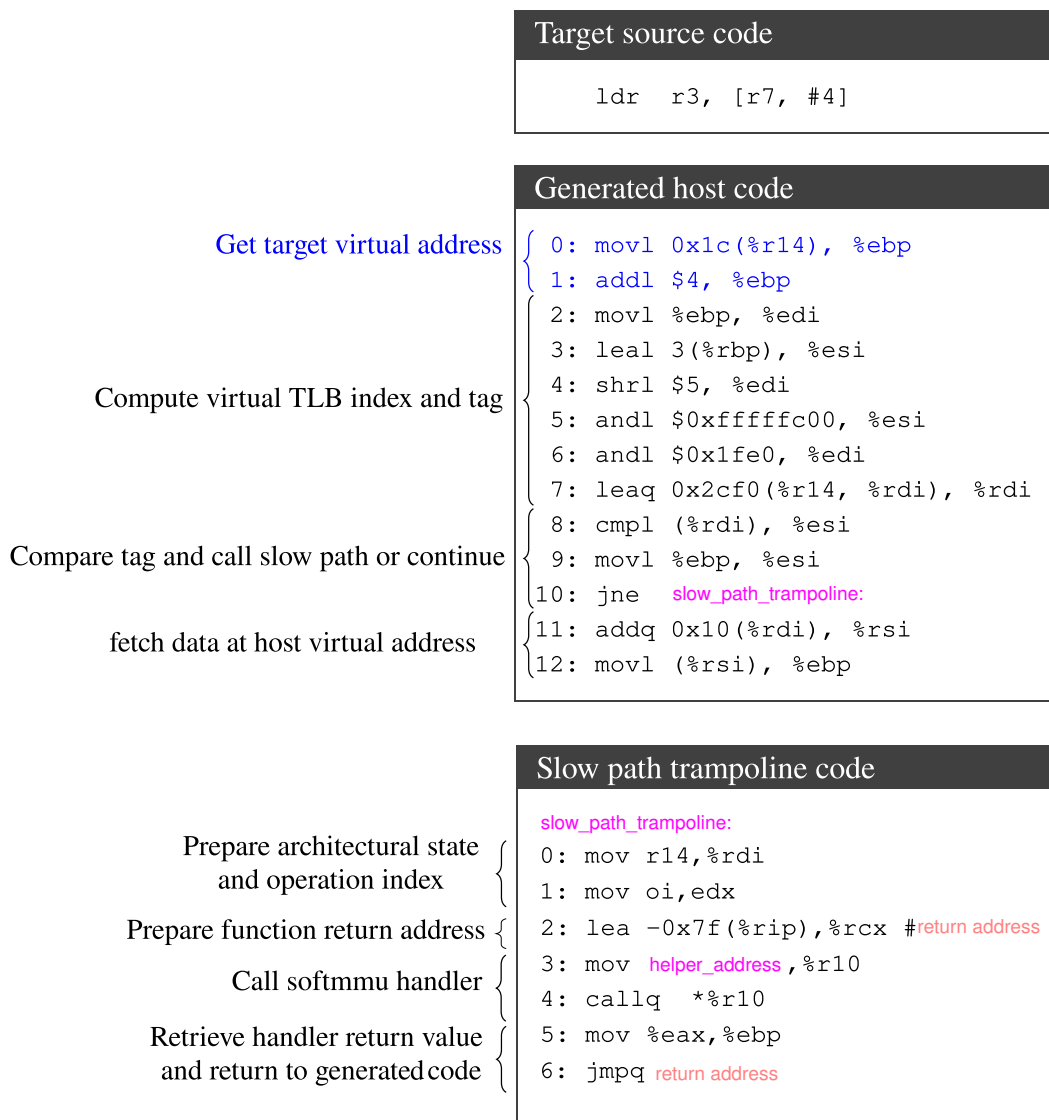 Target source code
ldr r3, [r7, #4]
Generated host code
Get target virtual address
0: movl 0x1c(%r14), %ebp
1: addl $4, %ebp
Compute virtual TLB index and tag
2: movl %ebp, %edi
3: leal 3(%rbp), %esi
4: shrl $5, %edi
5: andl $0xfffffc00, %esi
6: andl $0x1fe0, %edi
7: leaq 0x2cf0(%r14, %rdi), %rdi
Compare tag and call slow path or continue
8: cmpl (%rdi), %esi
9: movl %ebp, %esi
10: jne slow_path_trampoline:
fetch data at host virtual address
11: addq 0x10(%rdi), %rsi
12: movl (%rsi), %ebp
Slow path trampoline code
slow_path_trampoline:
Prepare architectural state
and operation index
0: mov r14,%rdi
1: mov oi,edx
Prepare function return address
2: lea -0x7f(%rip),%rcx #return address
Call softmmu handler
3: mov helper_address,%r10
4: callq *%r10
Retrieve handler return value
and return to generated code
5: mov %eax,%ebp
6: jmpq return address